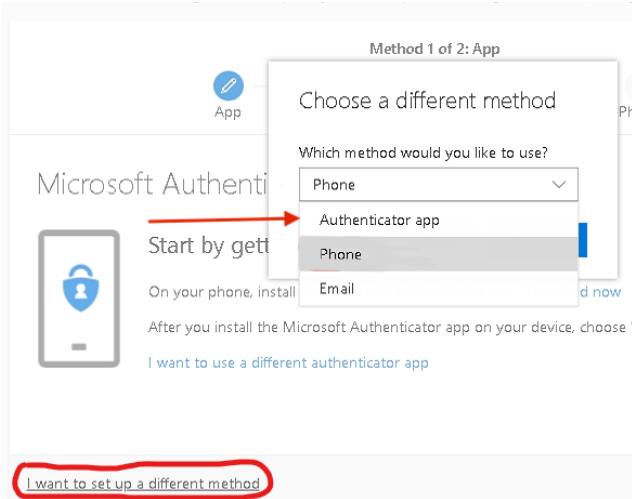 Method 1 of 2: App
App
Ph
Choose a different method
Which method would you like to use?
Phone
Authenticator app
Phone
Email
Microsoft Authenti
Start by gett
On your phone, install
d now
After you install the Microsoft Authenticator app on your device, choose "
I want to use a different authenticator app
I want to set up a different method